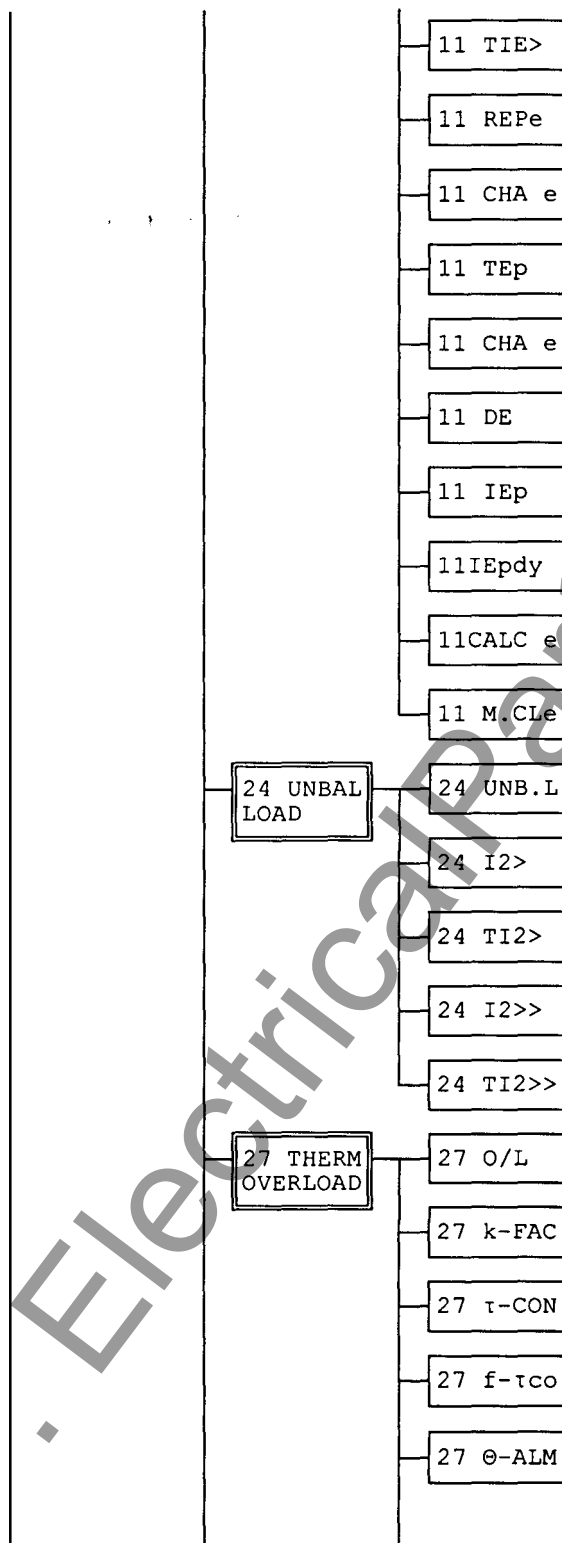 11 TIE>
11 REPe
11 CHA e
11 TEp
11 CHA e
11 DE
11 IEp
11IEpdy
11CALC e
11 M.CLe
24 UNBAL
LOAD
24 UNB.L
24 I2>
24 TI2>
24 I2>>
24 TI2>>
27 THERM
OVERLOAD
27 O/L
27 k-FAC
27 τ-CON
27 f-τco
27 Θ-ALM
. ElectricalPar